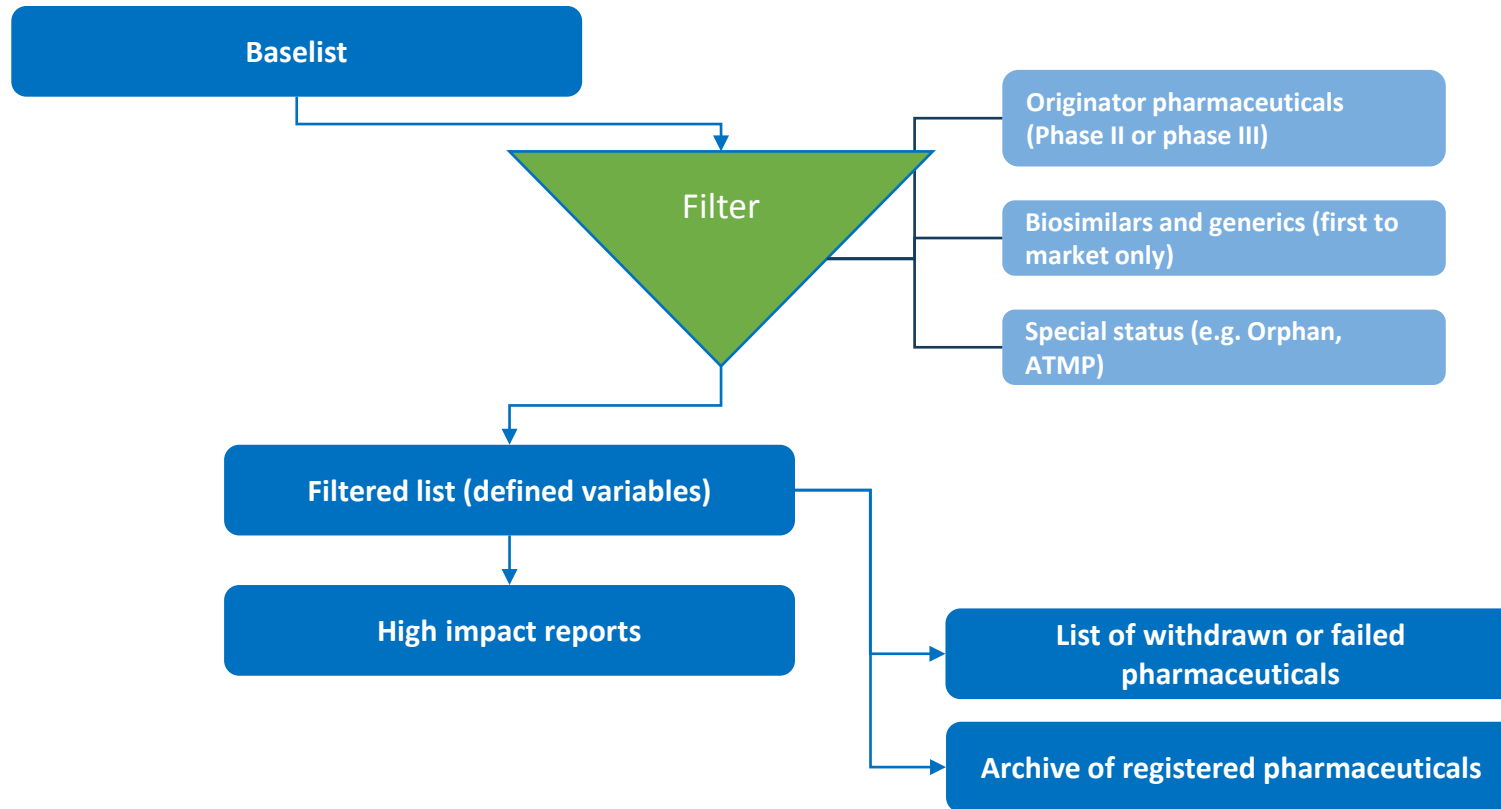 Baselist
Originator pharmaceuticals
(Phase II or phase III)
Filter
Biosimilars and generics (first to
market only)
Special status (e.g. Orphan,
ATMP)
Filtered list (defined variables)
High impact reports
List of withdrawn or failed
pharmaceuticals
Archive of registered pharmaceuticals